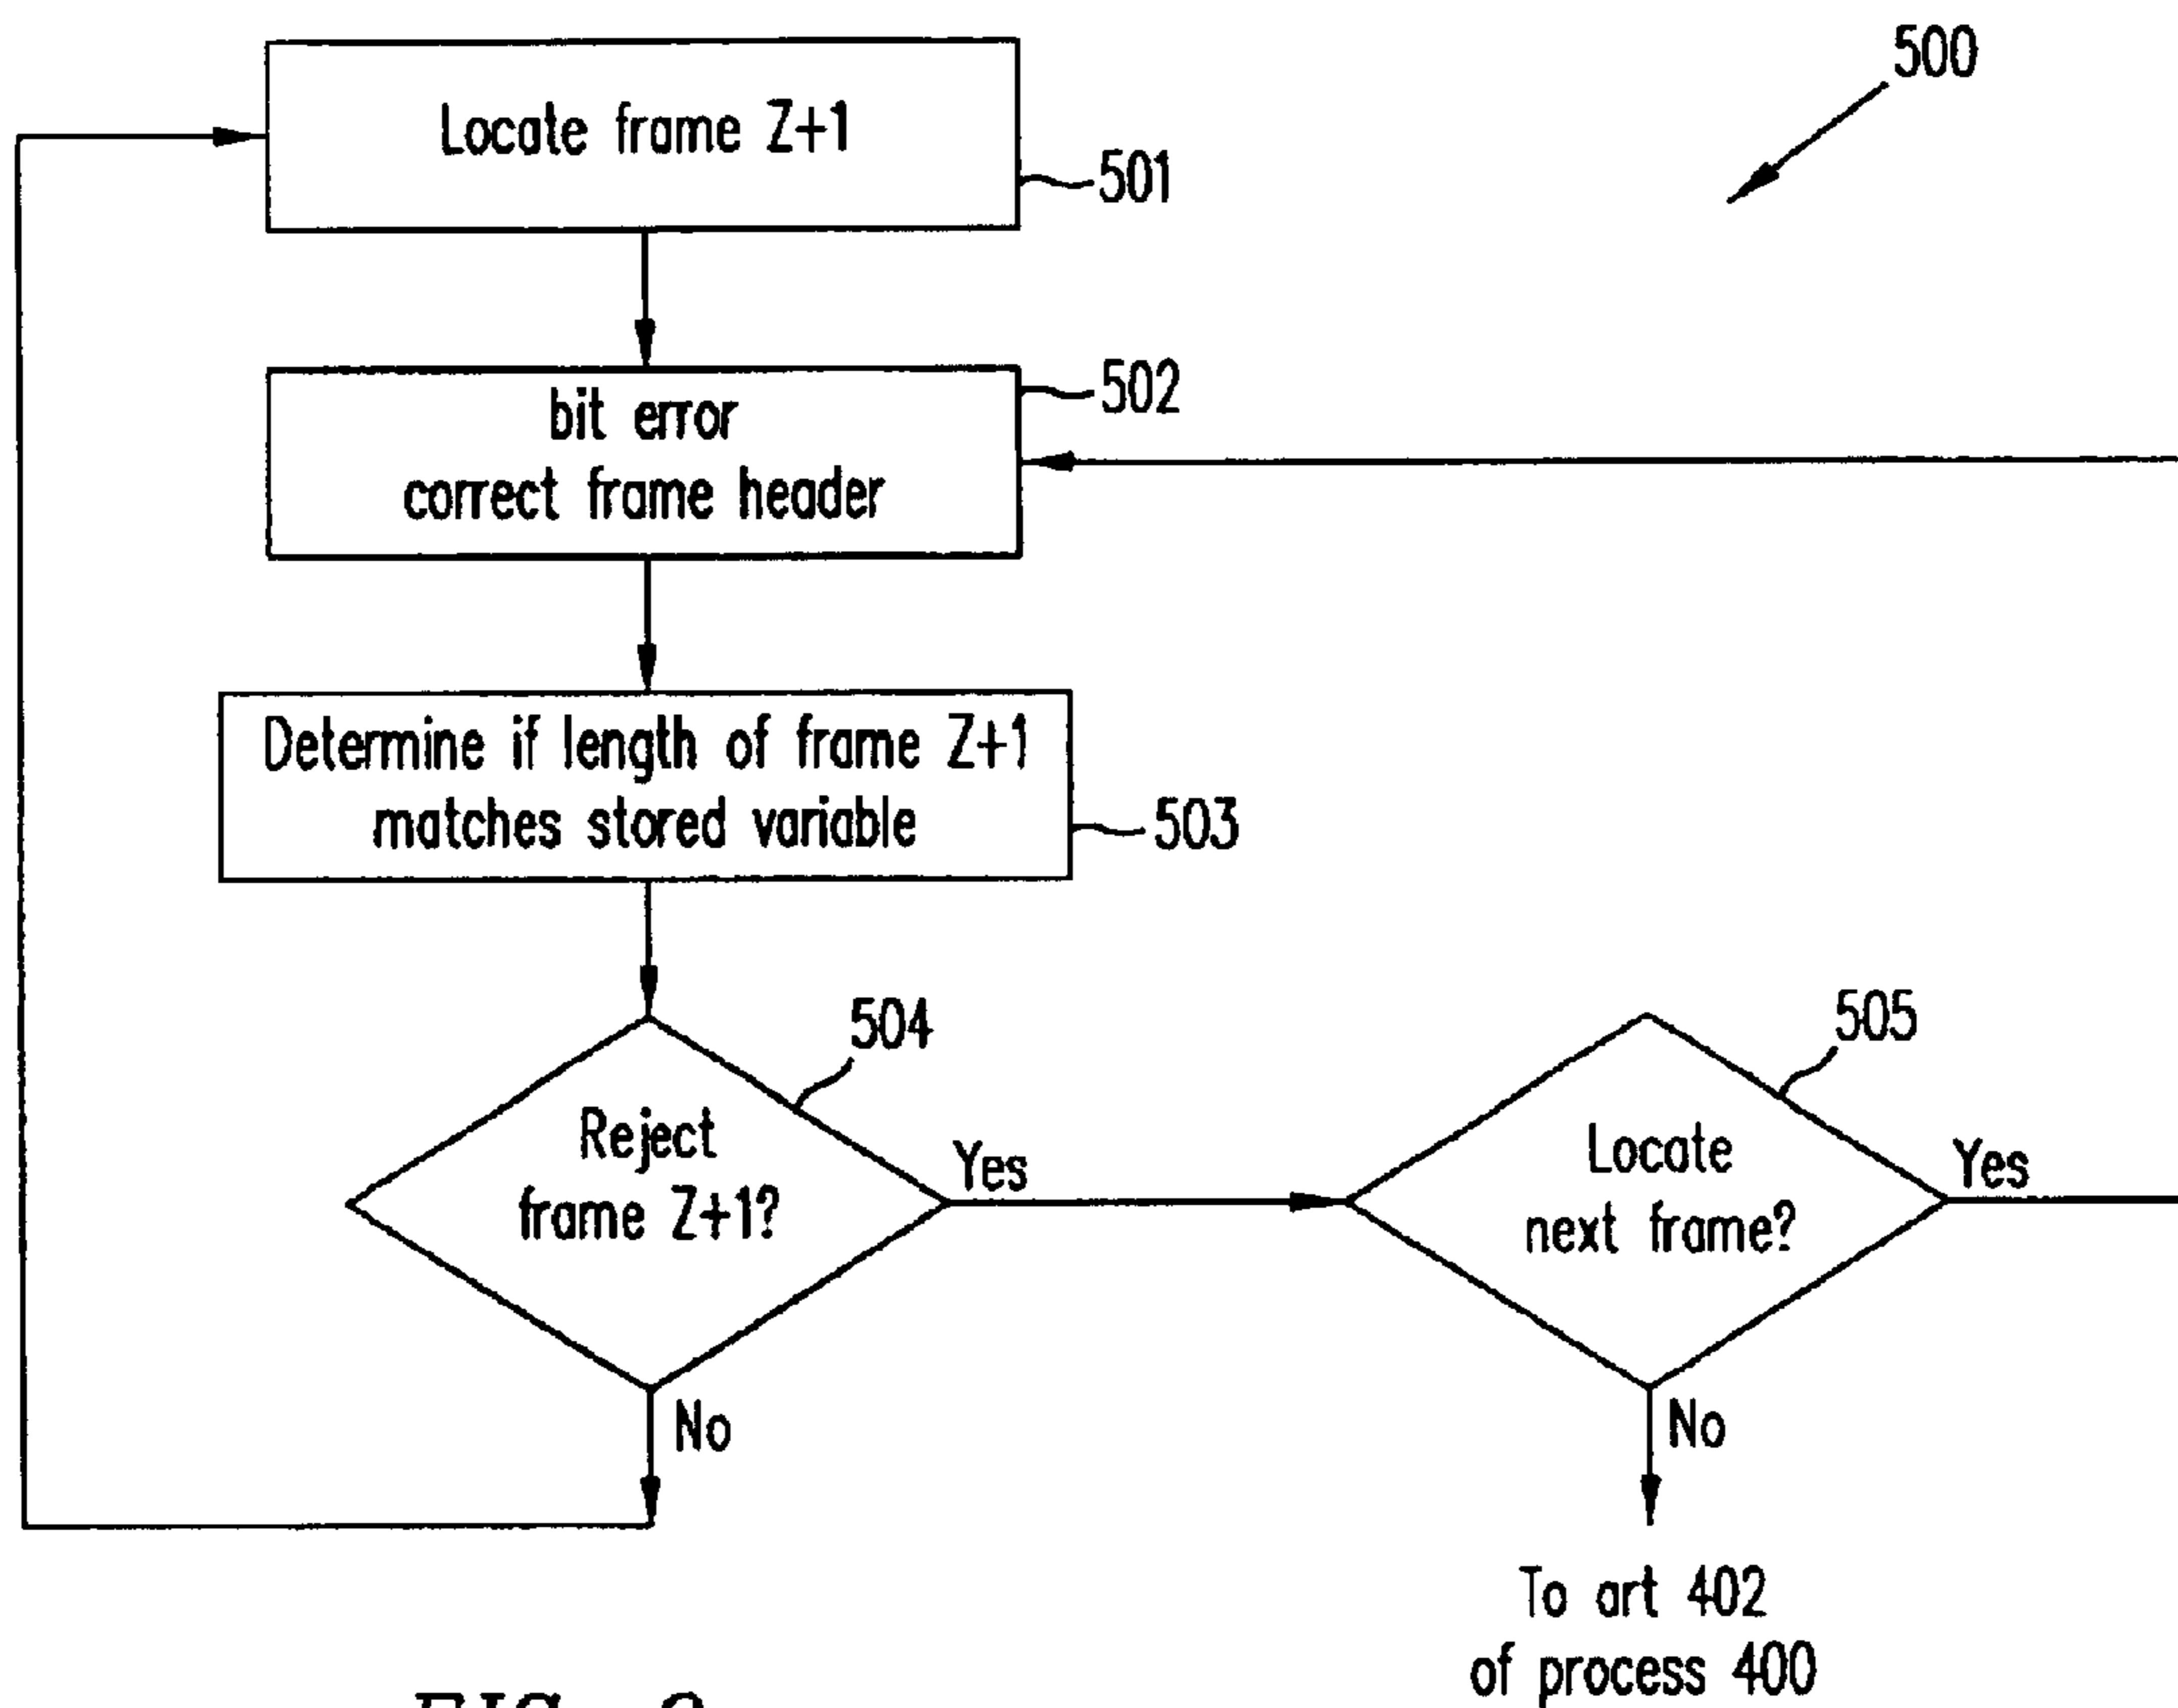 500
Locate frame Z+1
501
502
bit error
correct frame header
Determine if length of frame Z+1
matches stored variable
503
504
Reject
frame Z+1?
Yes
No
505
Locate
next frame?
Yes
No
To art 402
of process 400